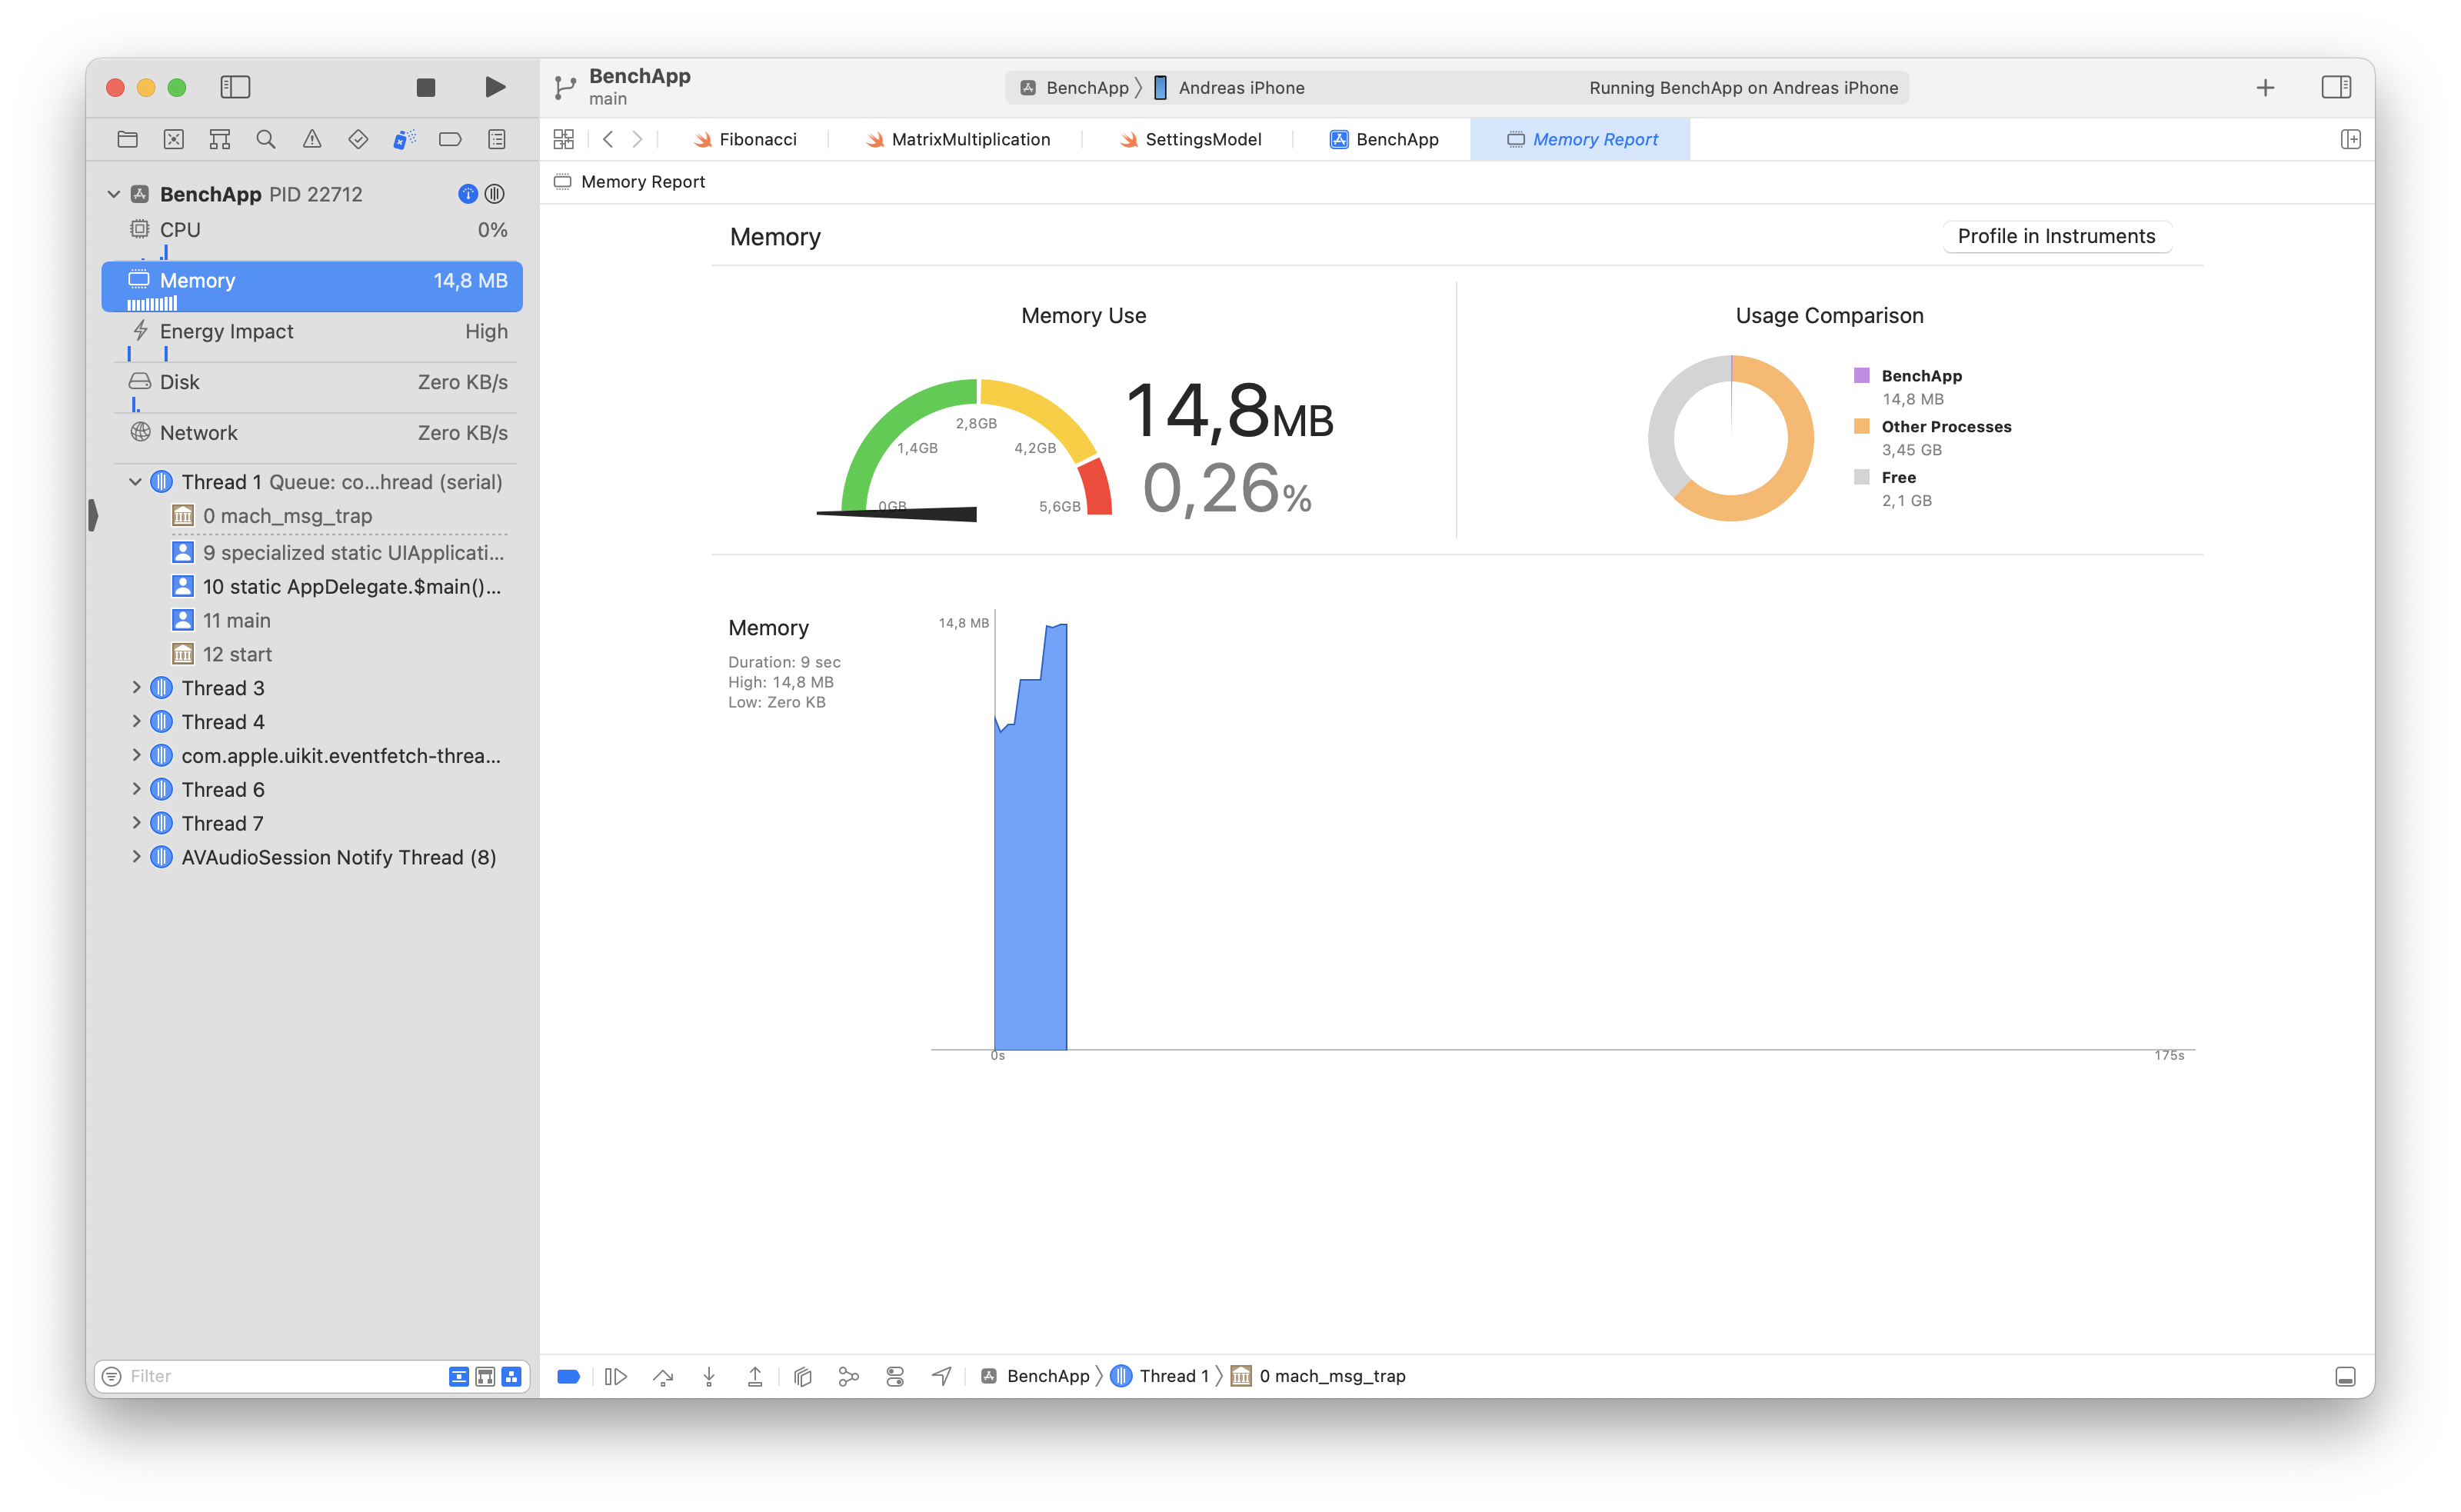 BenchApp
main
BenchApp
Andreas iPhone
Running BenchApp on Andreas iPhone
Fibonacci
MatrixMultiplication
SettingsModel
BenchApp
Memory Report
Memory Report
BenchApp PID 22712
CPU 0%
Memory 14,8 MB
Energy Impact High
Disk Zero KB/s
Network Zero KB/s
Thread 1 Queue: co...hread (serial)
0 mach_msg_trap
9 specialized static UIApplicati...
10 static AppDelegate.$main()...
11 main
12 start
Thread 3
Thread 4
com.apple.uikit.eventfetch-threa...
Thread 6
Thread 7
AVAudioSession Notify Thread (8)
Filter
Memory
Profile in Instruments
Memory Use
0GB
1,4GB
2,8GB
4,2GB
5,6GB
14,8MB
0,26%
Usage Comparison
BenchApp
14,8 MB
Other Processes
3,45 GB
Free
2,1 GB
Memory
Duration: 9 sec
High: 14,8 MB
Low: Zero KB
14,8 MB
0s
175s
BenchApp
Thread 1
0 mach_msg_trap